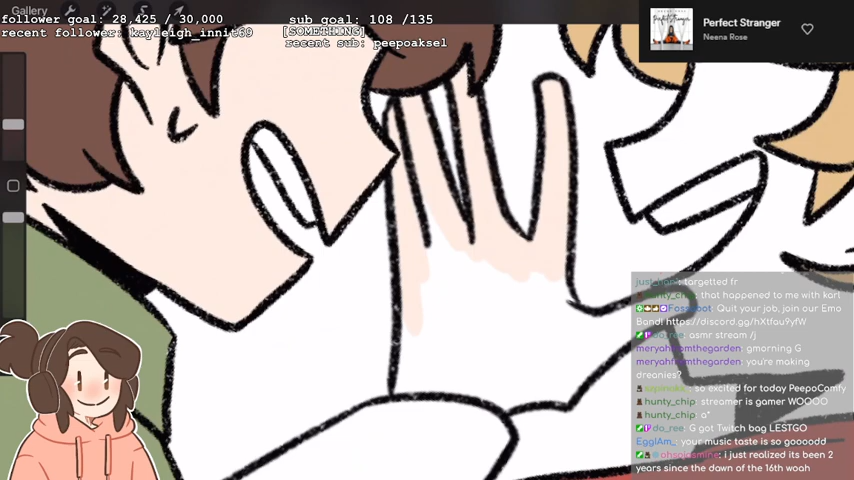 Gallery
follower goal: 28,425 / 30,000
sub goal: 108 /135
recent follower: kayleigh_innit69
[SOMETHING]
recent sub: peepoaksel
Perfect Stranger
Neena Rose
targetted fr
hunty_chip: that happened to me with karl
Quit your job, join our Emo
Band! https://discord.gg/hXtfau9yfW
asmr stream /j
meryahfromthegarden: gmorning G
meryahfromthegarden: you're making
dreanies?
so excited for today PeepoComfy
hunty_chip: streamer is gamer WOOOO
hunty_chip: a*
da_ree: G got Twitch bag LESTGO
EggIAm_: your music taste is so goooodd
i just realized its been 2
years since the dawn of the 16th woah